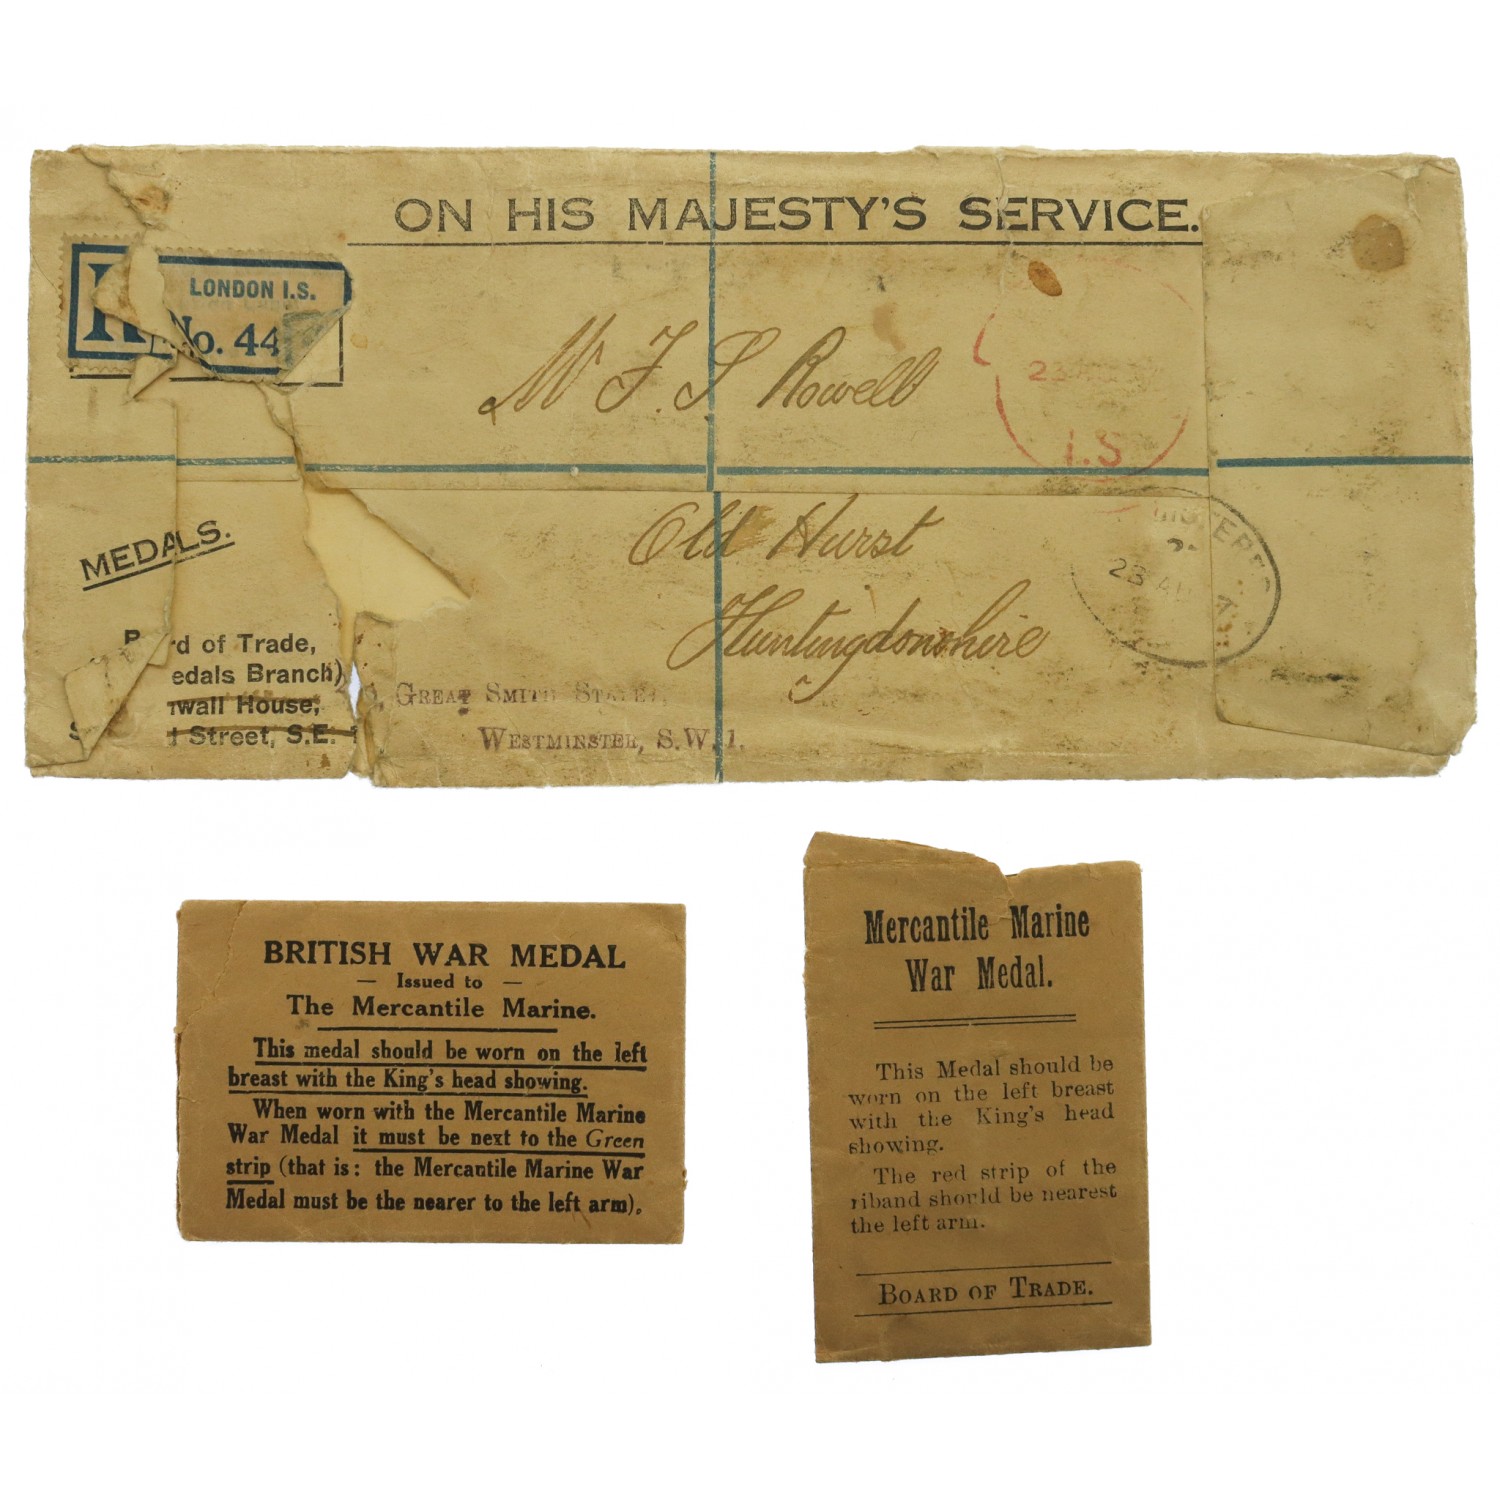 ON HIS MAJESTY'S SERVICE.
R
LONDON I.S.
No. 44
Mr F. S Rowell
23
I.S
Old Hurst
Huntingdonshire
23
MEDALS.
rd of Trade,
edals Branch)
wall House,
Street, S.E.
GREAT SMITH STREET,
WESTMINSTER, S.W.1.
BRITISH WAR MEDAL
— Issued to —
The Mercantile Marine.
This medal should be worn on the left
breast with the King's head showing.
When worn with the Mercantile Marine
War Medal it must be next to the Green
strip (that is: the Mercantile Marine War
Medal must be the nearer to the left arm).
Mercantile Marine
War Medal.
This Medal should be
worn on the left breast
with the King's head
showing.
The red strip of the
riband should be nearest
the left arm.
BOARD OF TRADE.